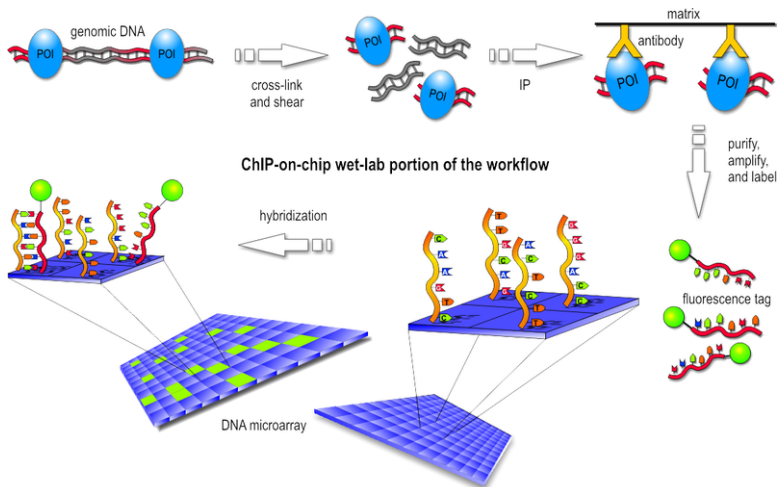 genomic DNA
POI
POI
cross-link
and shear
POI
POI
IP
matrix
antibody
POI
POI
purify,
amplify,
and label
ChIP-on-chip wet-lab portion of the workflow
hybridization
fluorescence tag
DNA microarray
C
A
A
G
C
T
T
G
C
G
A
C
T
C
T
G
G
A
G
C